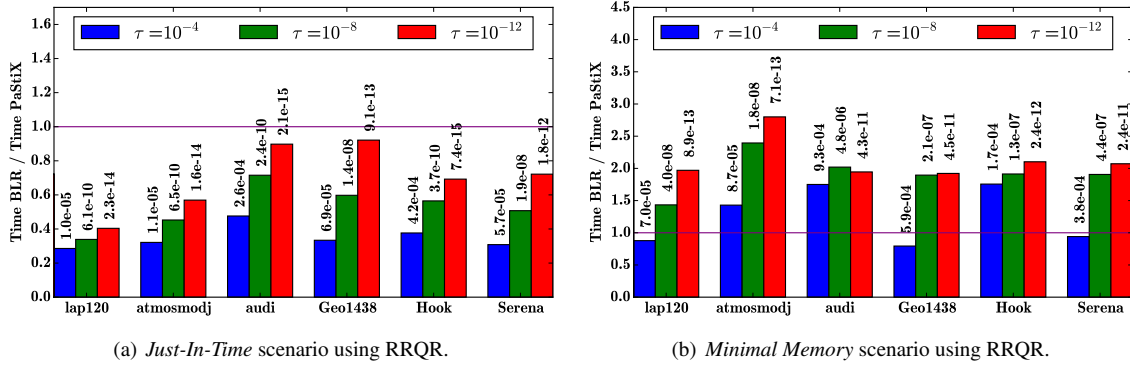 τ =10⁻⁴ τ =10⁻⁸ τ =10⁻¹²
Time BLR / Time PaStiX
1.6
1.4
1.2
1.0
0.8
0.6
0.4
0.2
0.0
1.0e-05 6.1e-10 2.3e-14
1.1e-05 6.5e-10 1.6e-14
2.6e-04 2.4e-10 2.1e-15
6.9e-05 1.4e-08 9.1e-13
4.2e-04 3.7e-10 7.4e-15
5.7e-05 1.9e-08 1.8e-12
lap120 atmosmodj audi Geo1438 Hook Serena
(a) Just-In-Time scenario using RRQR.
τ =10⁻⁴ τ =10⁻⁸ τ =10⁻¹²
Time BLR / Time PaStiX
4.5
4.0
3.5
3.0
2.5
2.0
1.5
1.0
0.5
0.0
7.0e-05 4.0e-08 8.9e-13
8.7e-05 1.8e-08 7.1e-13
9.3e-04 4.8e-06 4.3e-11
5.9e-04 2.1e-07 4.5e-11
1.7e-04 1.3e-07 2.4e-12
3.8e-04 4.4e-07 2.4e-11
lap120 atmosmodj audi Geo1438 Hook Serena
(b) Minimal Memory scenario using RRQR.